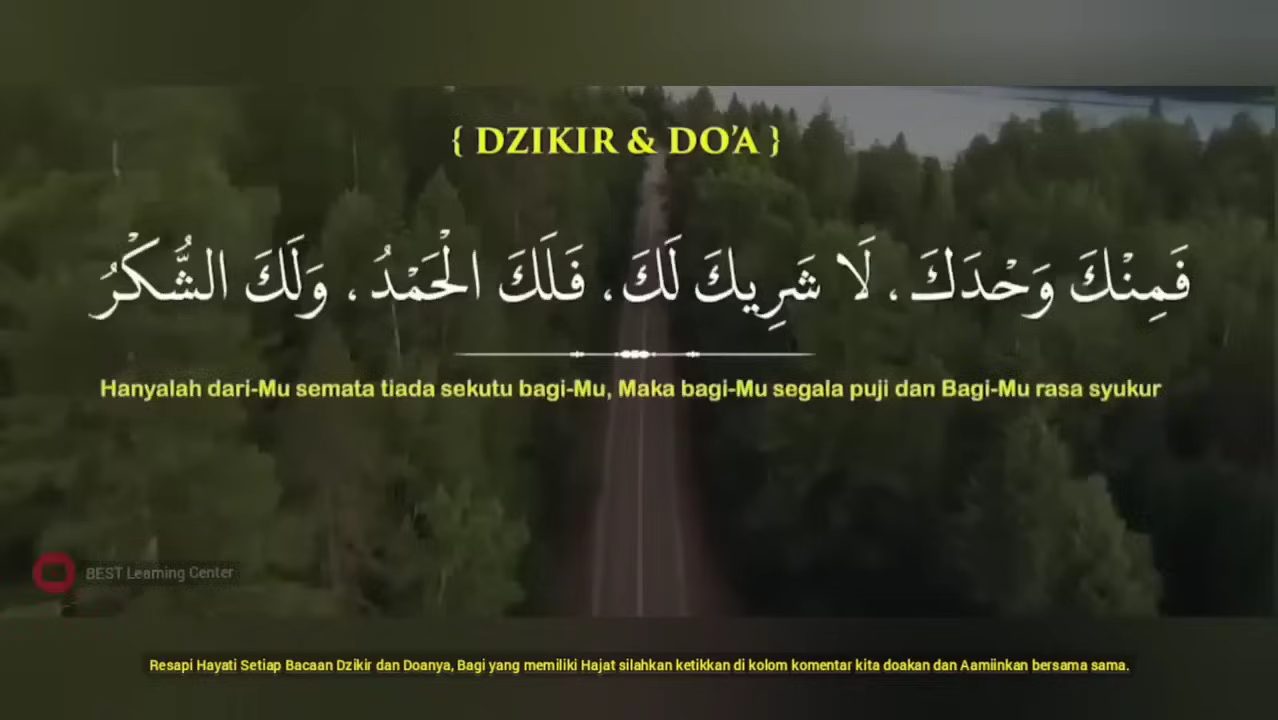 { DZIKIR & DO’A }
فَمِنْكَ وَحْدَكَ، لَا شَرِيكَ لَكَ، فَلَكَ الْحَمْدُ، وَلَكَ الشُّكْرُ
Hanyalah dari-Mu semata tiada sekutu bagi-Mu, Maka bagi-Mu segala puji dan Bagi-Mu rasa syukur
BEST Learning Center
Resapi Hayati Setiap Bacaan Dzikir dan Doanya, Bagi yang memiliki Hajat silahkan ketikkan di kolom komentar kita doakan dan Aamiinkan bersama sama.